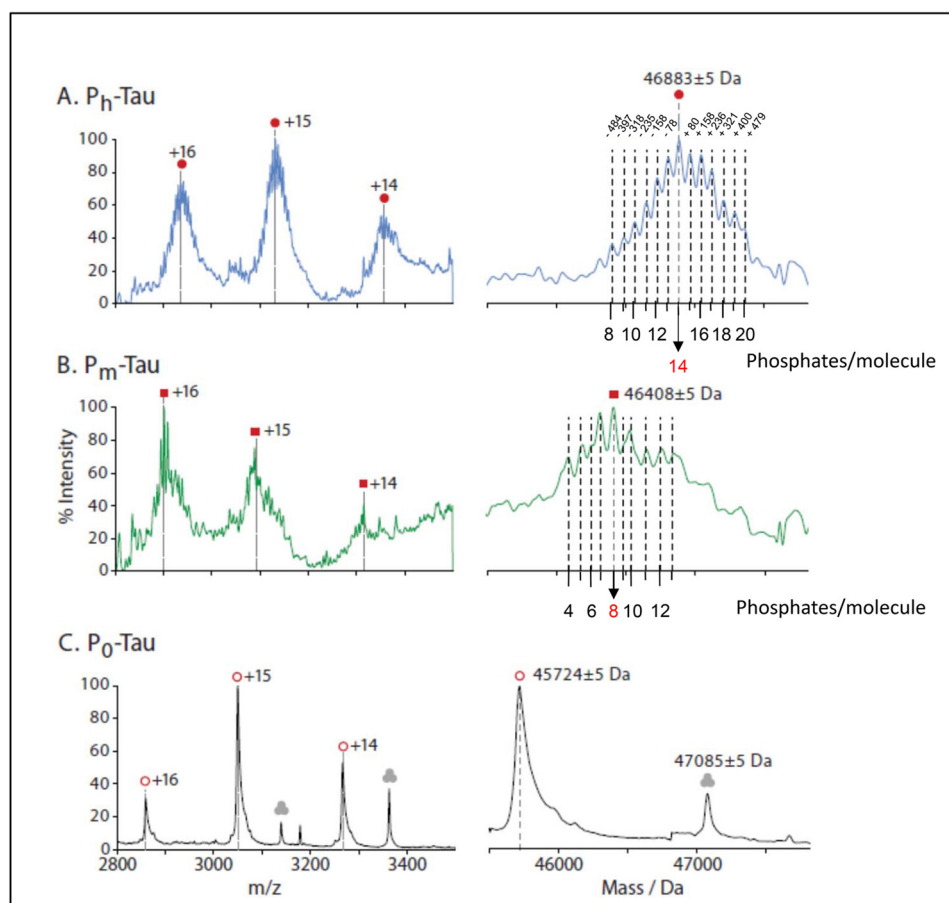 A. Ph-Tau
46883±5 Da
-484 -397 -318 -235 -158 -78 +80 +158 +236 +321 +400 +479
+16 +15 +14
100
80
60
40
20
0
8 10 12 16 18 20
14
Phosphates/molecule
B. Pm-Tau
+16 +15 +14
46408±5 Da
100
80
60
40
20
0
% Intensity
4 6 8 10 12
Phosphates/molecule
C. P0-Tau
+16 +15 +14
45724±5 Da
47085±5 Da
100
80
60
40
20
0
2800 3000 3200 3400
m/z
46000 47000
Mass / Da